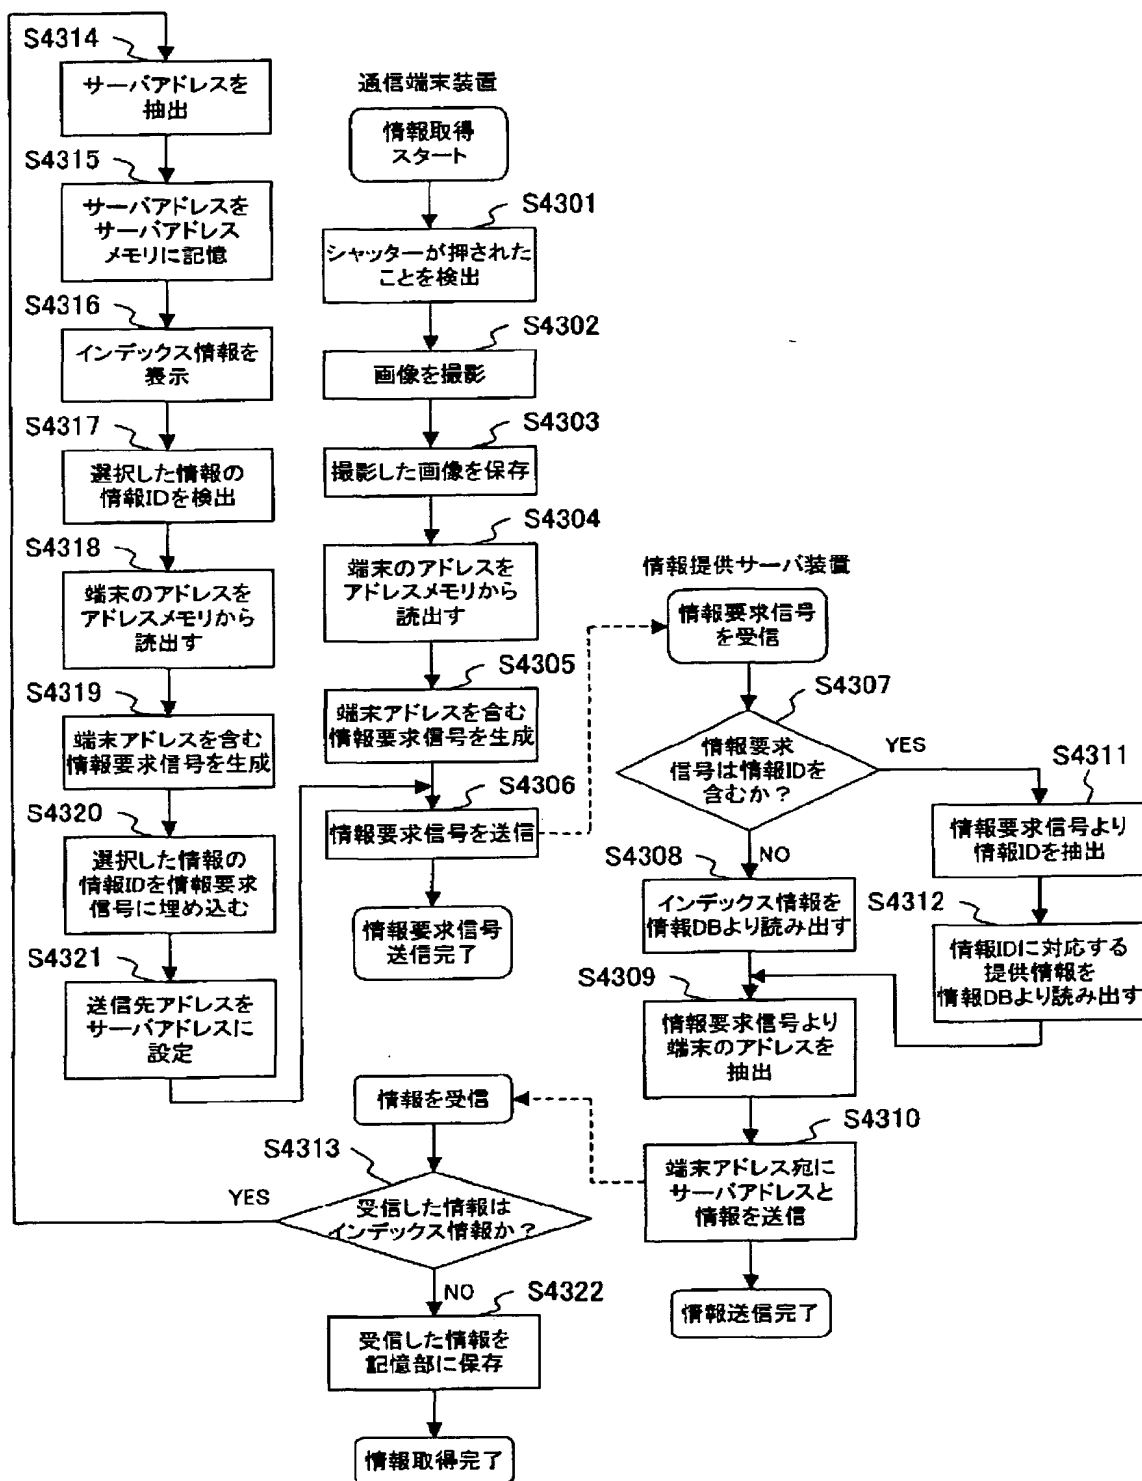 S4314
サーバアドレスを
抽出
S4315
サーバアドレスを
サーバアドレス
メモリに記憶
S4316
インデックス情報を
表示
S4317
選択した情報の
情報IDを検出
S4318
端末のアドレスを
アドレスメモリから
読出す
S4319
端末アドレスを含む
情報要求信号を生成
S4320
選択した情報の
情報IDを情報要求
信号に埋め込む
S4321
送信先アドレスを
サーバアドレスに
設定
通信端末装置
情報取得
スタート
S4301
シャッターが押された
ことを検出
S4302
画像を撮影
S4303
撮影した画像を保存
S4304
端末のアドレスを
アドレスメモリから
読出す
S4305
端末アドレスを含む
情報要求信号を生成
S4306
情報要求信号を送信
情報要求信号
送信完了
情報を受信
S4313
YES
受信した情報は
インデックス情報か?
NO
S4322
受信した情報を
記憶部に保存
情報取得完了
情報提供サーバ装置
情報要求信号
を受信
S4307
情報要求
信号は情報IDを
含むか?
YES
NO
S4308
インデックス情報を
情報DBより読み出す
S4309
情報要求信号より
端末のアドレスを
抽出
S4310
端末アドレス宛に
サーバアドレスと
情報を送信
情報送信完了
S4311
情報要求信号より
情報IDを抽出
S4312
情報IDに対応する
提供情報を
情報DBより読み出す